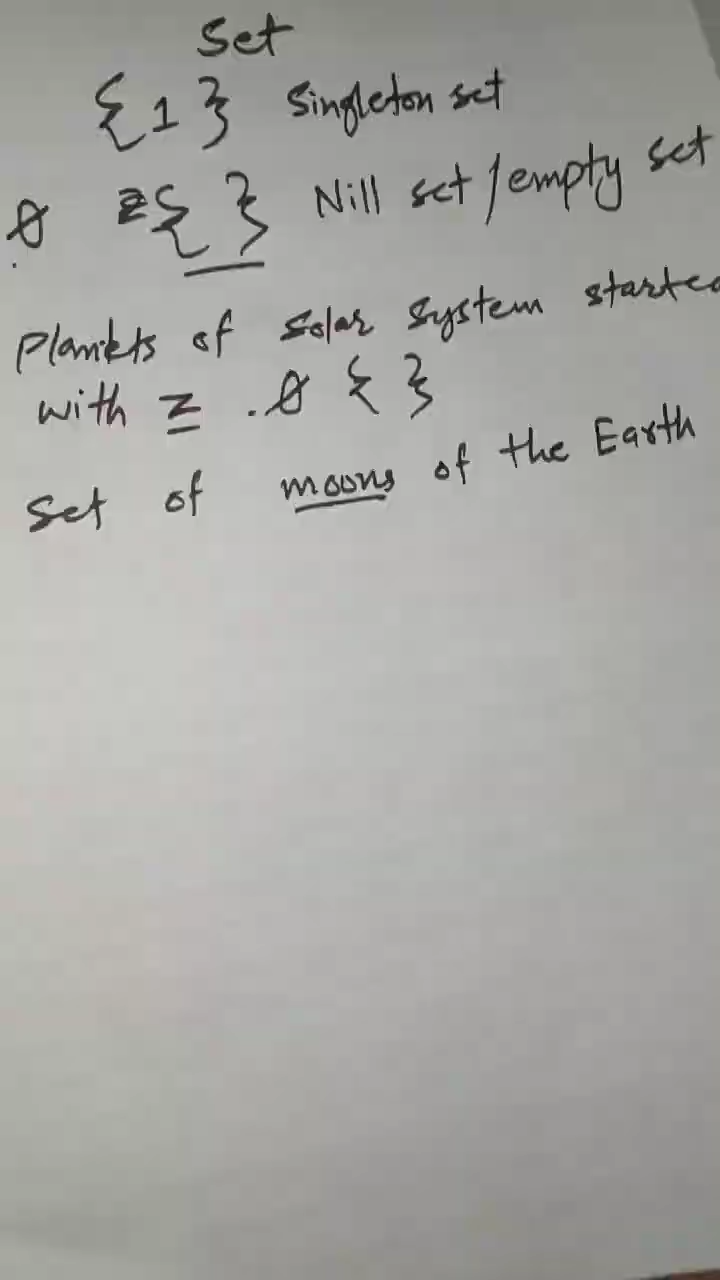 Set
{1} Singleton set
∅ { } Nill set / empty set
of Solar System started
with Z . ∅ { }
Set of moons of the Earth